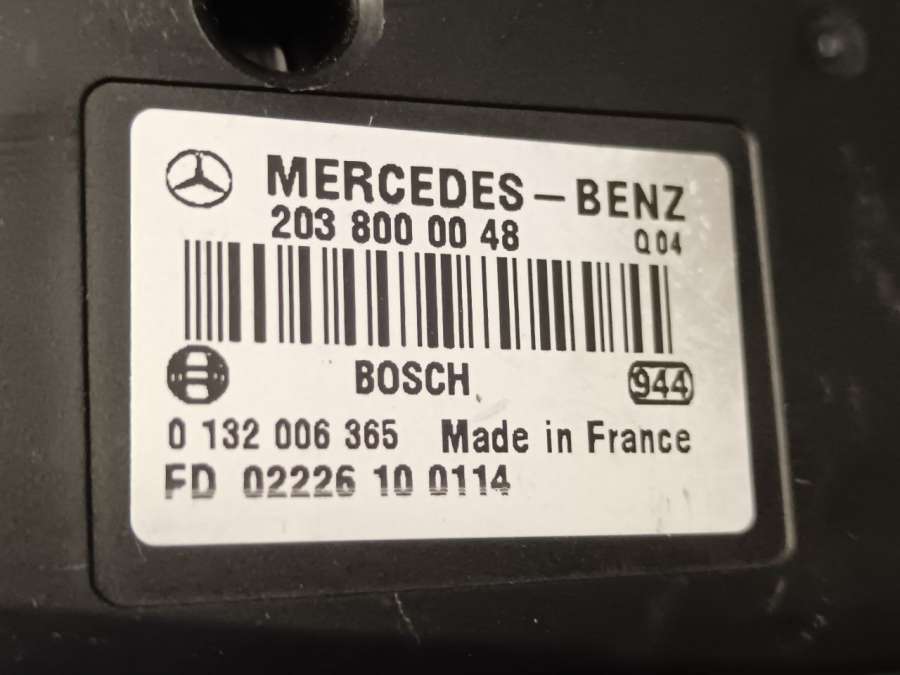 MERCEDES-BENZ
203 800 00 48 Q04
BOSCH 944
0 132 006 365 Made in France
FD 02226 10 0114